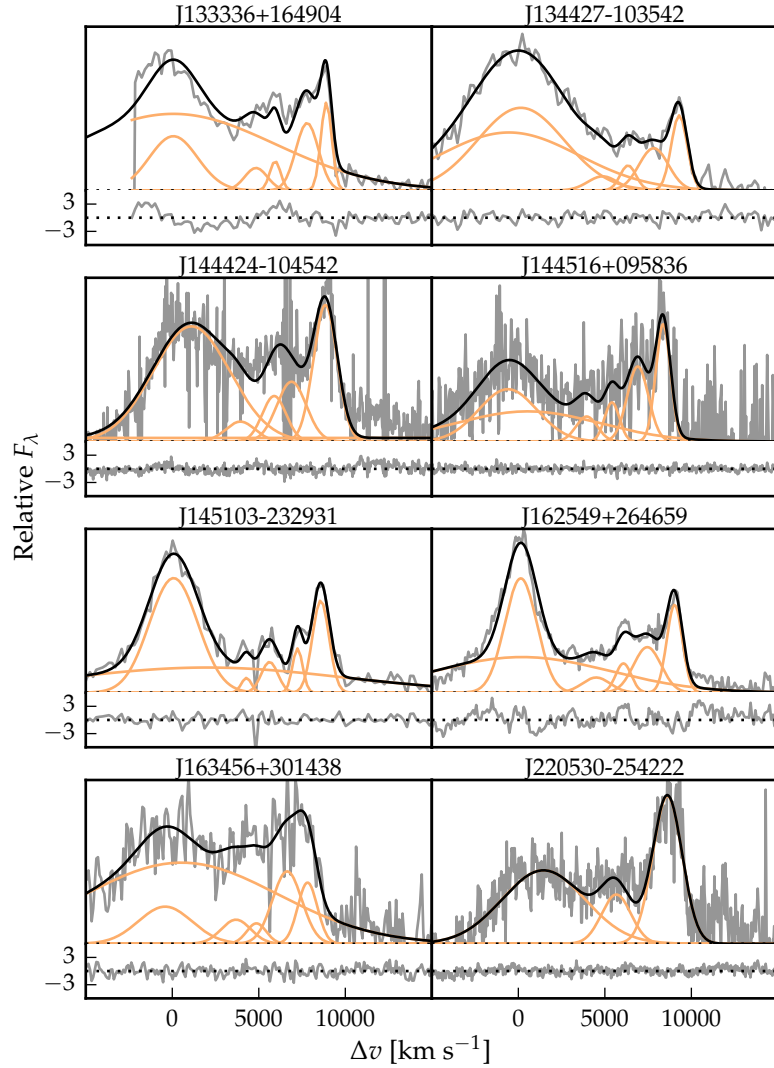 J133336+164904 J134427-103542
3
−3
J144424-104542 J144516+095836
3
−3
Relative Fλ
J145103-232931 J162549+264659
3
−3
J163456+301438 J220530-254222
3
−3
0 5000 10000 0 5000 10000
Δv [km s⁻¹]